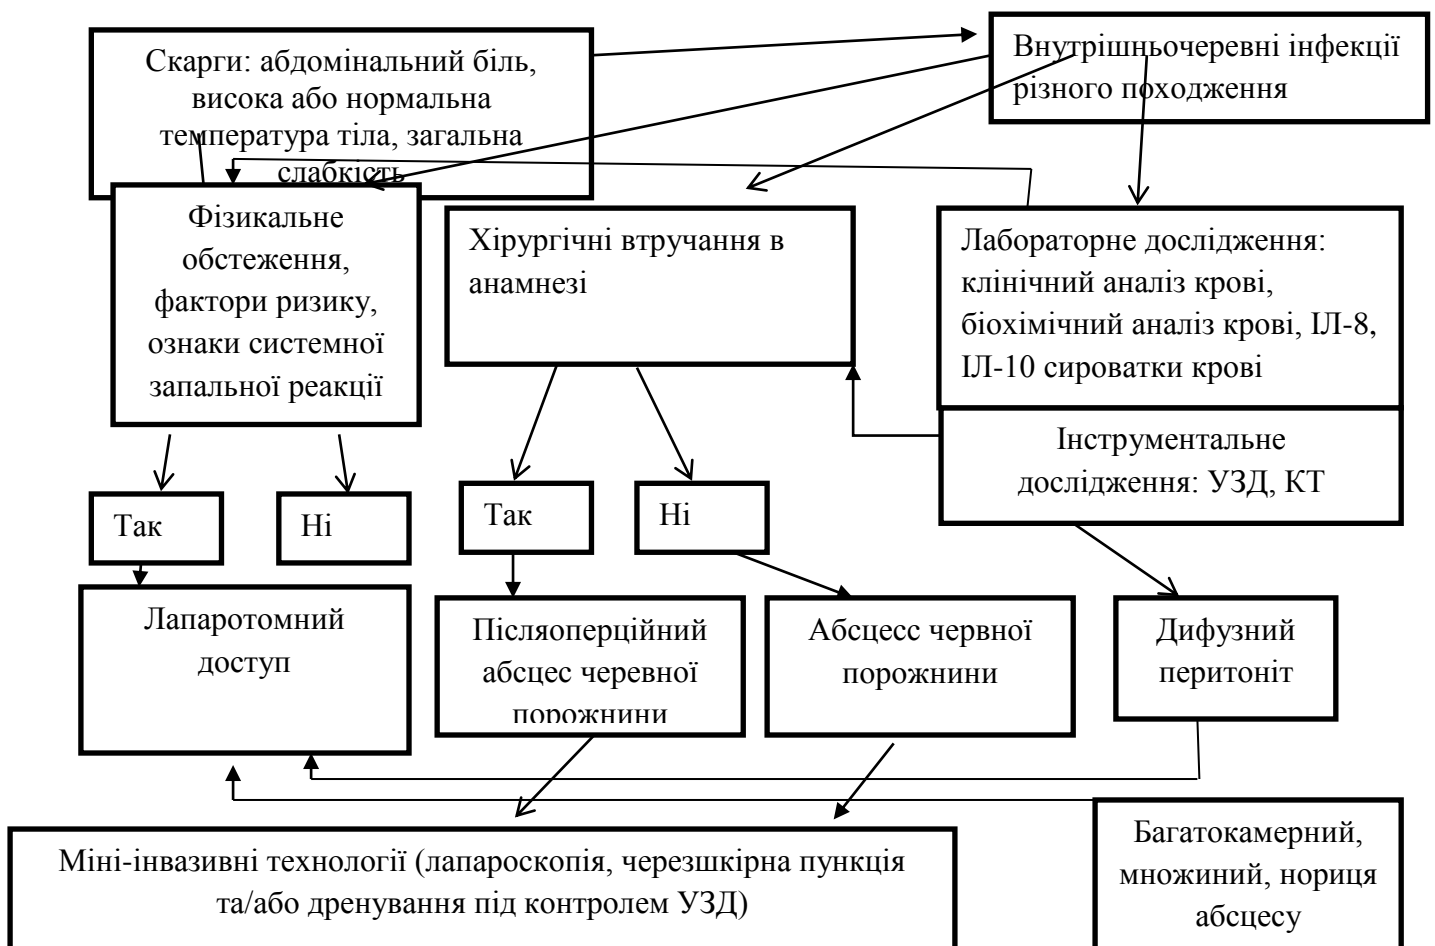 Скарги: абдомінальний біль,
висока або нормальна
температура тіла, загальна
слабкість
Внутрішньочеревні інфекції
різного походження
Фізикальне
обстеження,
фактори ризику,
ознаки системної
запальної реакції
Хірургічні втручання в
анамнезі
Лабораторне дослідження:
клінічний аналіз крові,
біохімічний аналіз крові, ІЛ-8,
ІЛ-10 сироватки крові
Інструментальне
дослідження: УЗД, КТ
Так
Ні
Так
Ні
Лапаротомний
доступ
Післяоперційний
абсцес черевної
порожнини
Абсцесс червної
порожнини
Дифузний
перитоніт
Міні-інвазивні технології (лапароскопія, черезшкірна пункція
та/або дренування під контролем УЗД)
Багатокамерний,
множиний, нориця
абсцесу